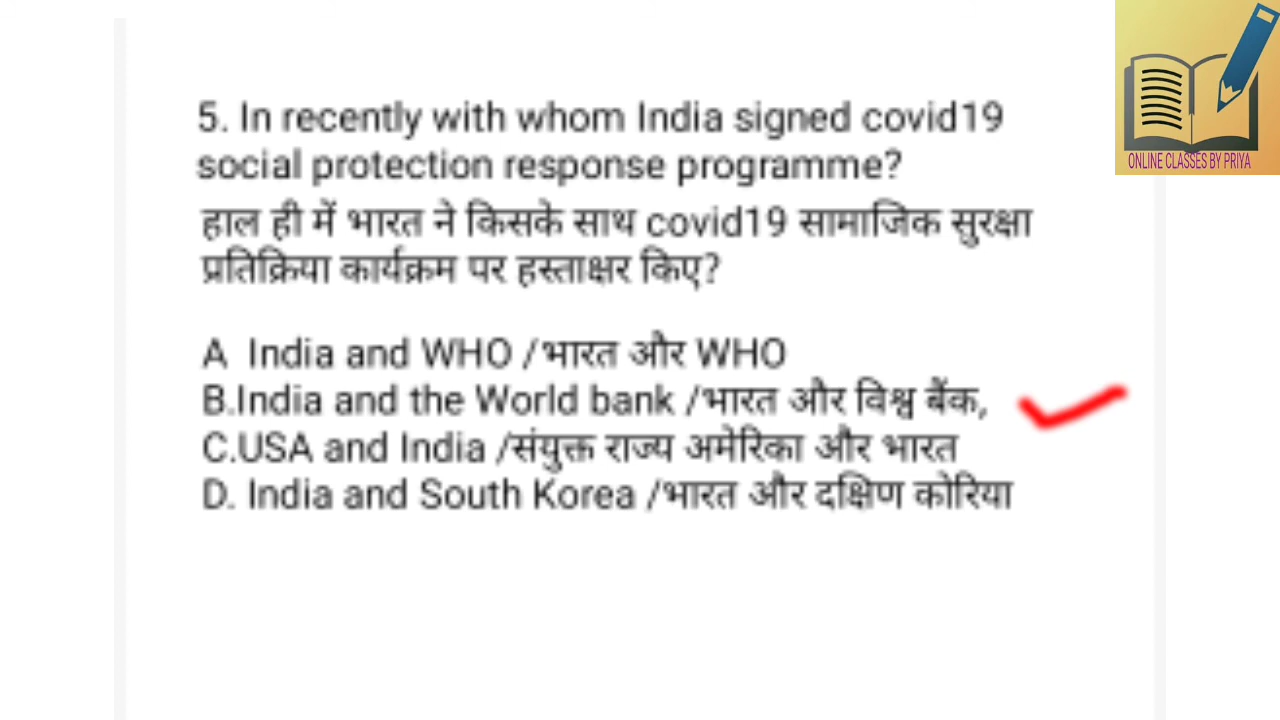 ONLINE CLASSES BY PRIYA
5. In recently with whom India signed covid19
social protection response programme?
हाल ही में भारत ने किसके साथ covid19 सामाजिक सुरक्षा
प्रतिक्रिया कार्यक्रम पर हस्ताक्षर किए?
A India and WHO /भारत और WHO
B.India and the World bank /भारत और विश्व बैंक,
C.USA and India /संयुक्त राज्य अमेरिका और भारत
D. India and South Korea /भारत और दक्षिण कोरिया